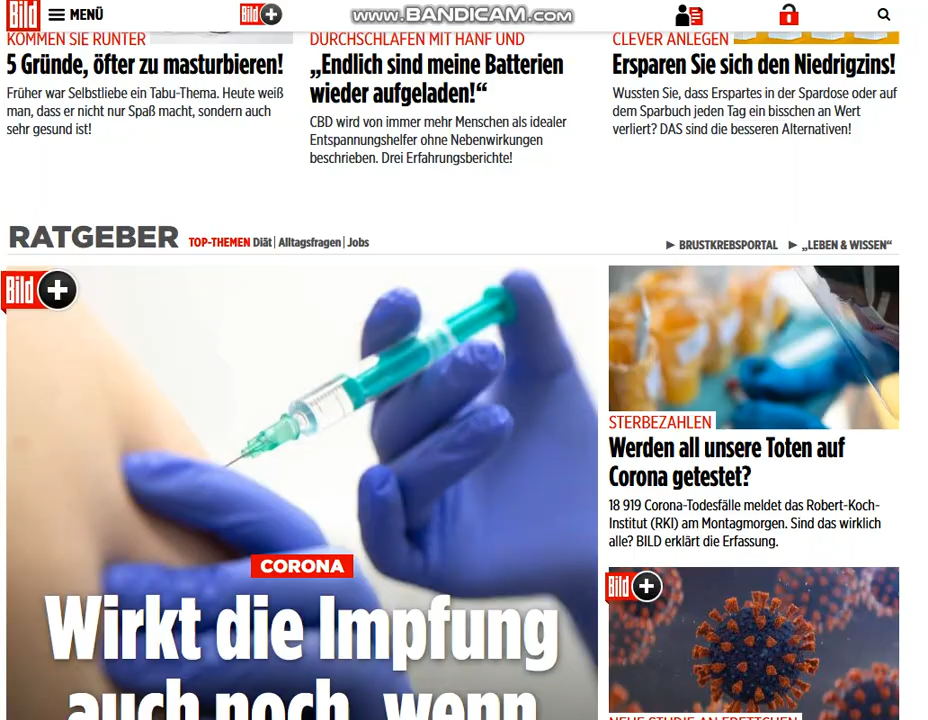 Bild MENÜ Bild+ www.BANDICAM.com
KOMMEN SIE RUNTER
5 Gründe, öfter zu masturbieren!
Früher war Selbstliebe ein Tabu-Thema. Heute weiß
man, dass er nicht nur Spaß macht, sondern auch
sehr gesund ist!
DURCHSCHLAFEN MIT HANF UND
„Endlich sind meine Batterien
wieder aufgeladen!“
CBD wird von immer mehr Menschen als idealer
Entspannungshelfer ohne Nebenwirkungen
beschrieben. Drei Erfahrungsberichte!
CLEVER ANLEGEN
Ersparen Sie sich den Niedrigzins!
Wussten Sie, dass Erspartes in der Spardose oder auf
dem Sparbuch jeden Tag ein bisschen an Wert
verliert? DAS sind die besseren Alternativen!
RATGEBER TOP-THEMEN Diät | Alltagsfragen | Jobs ▶ BRUSTKREBSPORTAL ▶ „LEBEN & WISSEN“
Bild +
CORONA
Wirkt die Impfung
auch noch, wenn
STERBEZAHLEN
Werden all unsere Toten auf
Corona getestet?
18 919 Corona-Todesfälle meldet das Robert-Koch-
Institut (RKI) am Montagmorgen. Sind das wirklich
alle? BILD erklärt die Erfassung.
Bild +
NEUE STUDIE AN FRETTCHEN